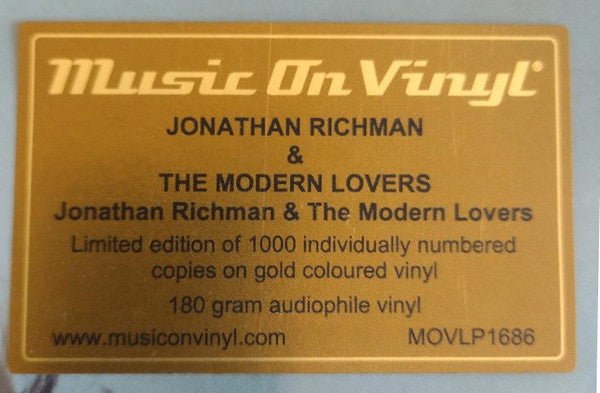 Music On Vinyl®
JONATHAN RICHMAN
&
THE MODERN LOVERS
Jonathan Richman & The Modern Lovers
Limited edition of 1000 individually numbered
copies on gold coloured vinyl
180 gram audiophile vinyl
www.musiconvinyl.com MOVLP1686